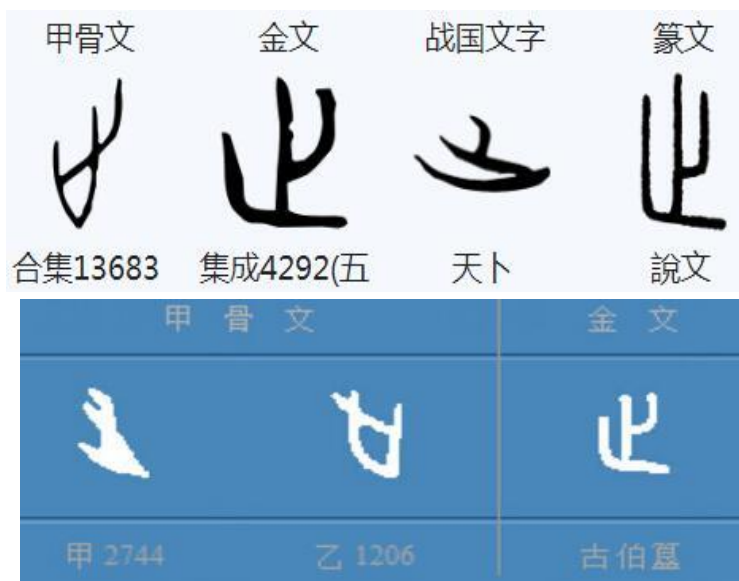 甲骨文 金文 战国文字 篆文
合集13683 集成4292(五 天卜 說文
甲 骨 文 金 文
甲 2744 乙 1206 古伯簋